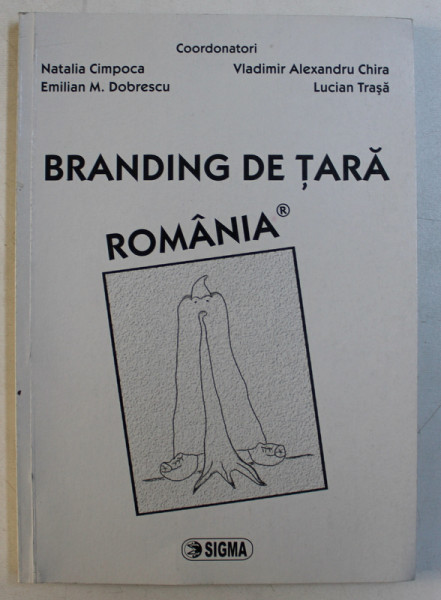 Coordonatori
Natalia Cimpoca Vladimir Alexandru Chira
Emilian M. Dobrescu Lucian Trașă
BRANDING DE ȚARĂ
ROMÂNIA®
SIGMA